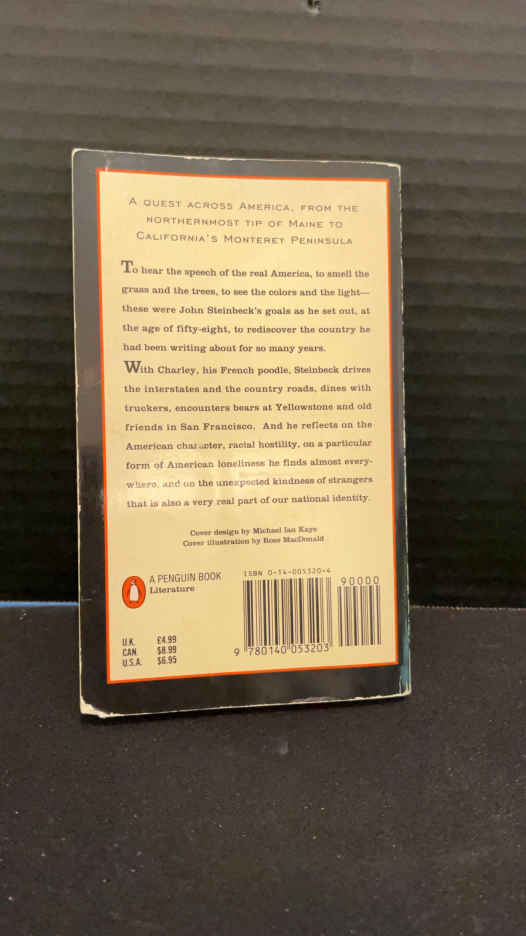 A QUEST ACROSS AMERICA, FROM THE
NORTHERNMOST TIP OF MAINE TO
CALIFORNIA'S MONTEREY PENINSULA
To hear the speech of the real America, to smell the
grass and the trees, to see the colors and the light—
these were John Steinbeck's goals as he set out, at
the age of fifty-eight, to rediscover the country he
had been writing about for so many years.
With Charley, his French poodle, Steinbeck drives
the interstates and the country roads, dines with
truckers, encounters bears at Yellowstone and old
friends in San Francisco. And he reflects on the
American character, racial hostility, on a particular
form of American loneliness he finds almost every-
where, and on the unexpected kindness of strangers
that is also a very real part of our national identity.
Cover design by Michael Ian Kaye
Cover illustration by Ross MacDonald
A PENGUIN BOOK
Literature
ISBN 0-14-005320-4
90000
9 780140 053203
U.K. £4.99
CAN. $8.99
U.S.A. $6.95